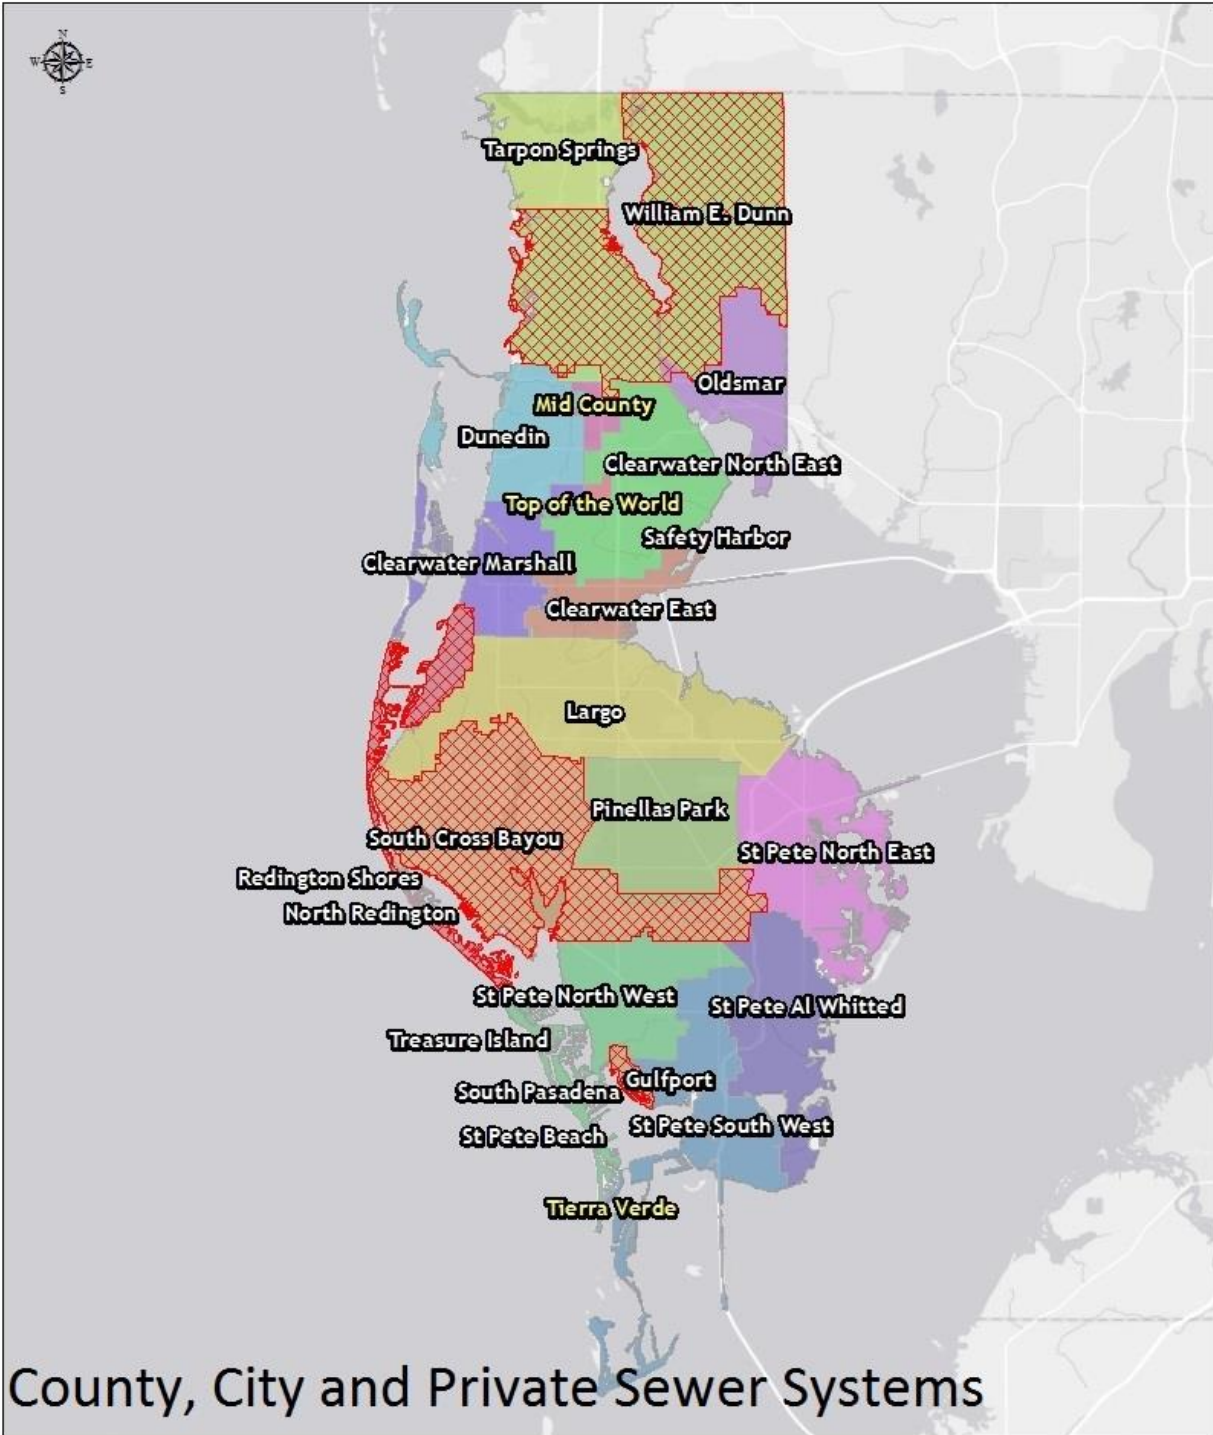 N
W E
S
Tarpon Springs
William E. Dunn
Oldsmar
Mid County
Dunedin
Clearwater North East
Top of the World
Safety Harbor
Clearwater Marshall
Clearwater East
Largo
Pinellas Park
South Cross Bayou
St Pete North East
Redington Shores
North Redington
St Pete North West
St Pete Al Whitted
Treasure Island
Gulfport
South Pasadena
St Pete South West
St Pete Beach
Tierra Verde
County, City and Private Sewer Systems